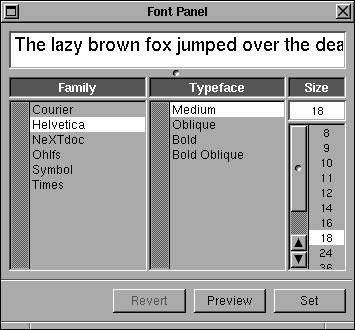 Font Panel
The lazy brown fox jumped over the dea
Family
Courier
Helvetica
NeXTdoc
Ohlfs
Symbol
Times
Typeface
Medium
Oblique
Bold
Bold Oblique
Size
18
8
9
10
11
12
14
16
18
24
36
Revert
Preview
Set